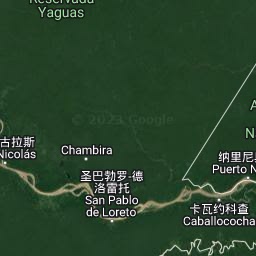 Reservada
Yaguas
© 2023 Google
古拉斯
Nicolás
Chambira
圣巴勃罗-德
洛雷托
San Pablo
de Loreto
纳里尼
Puerto N
卡瓦约科查
Caballococha
A
N